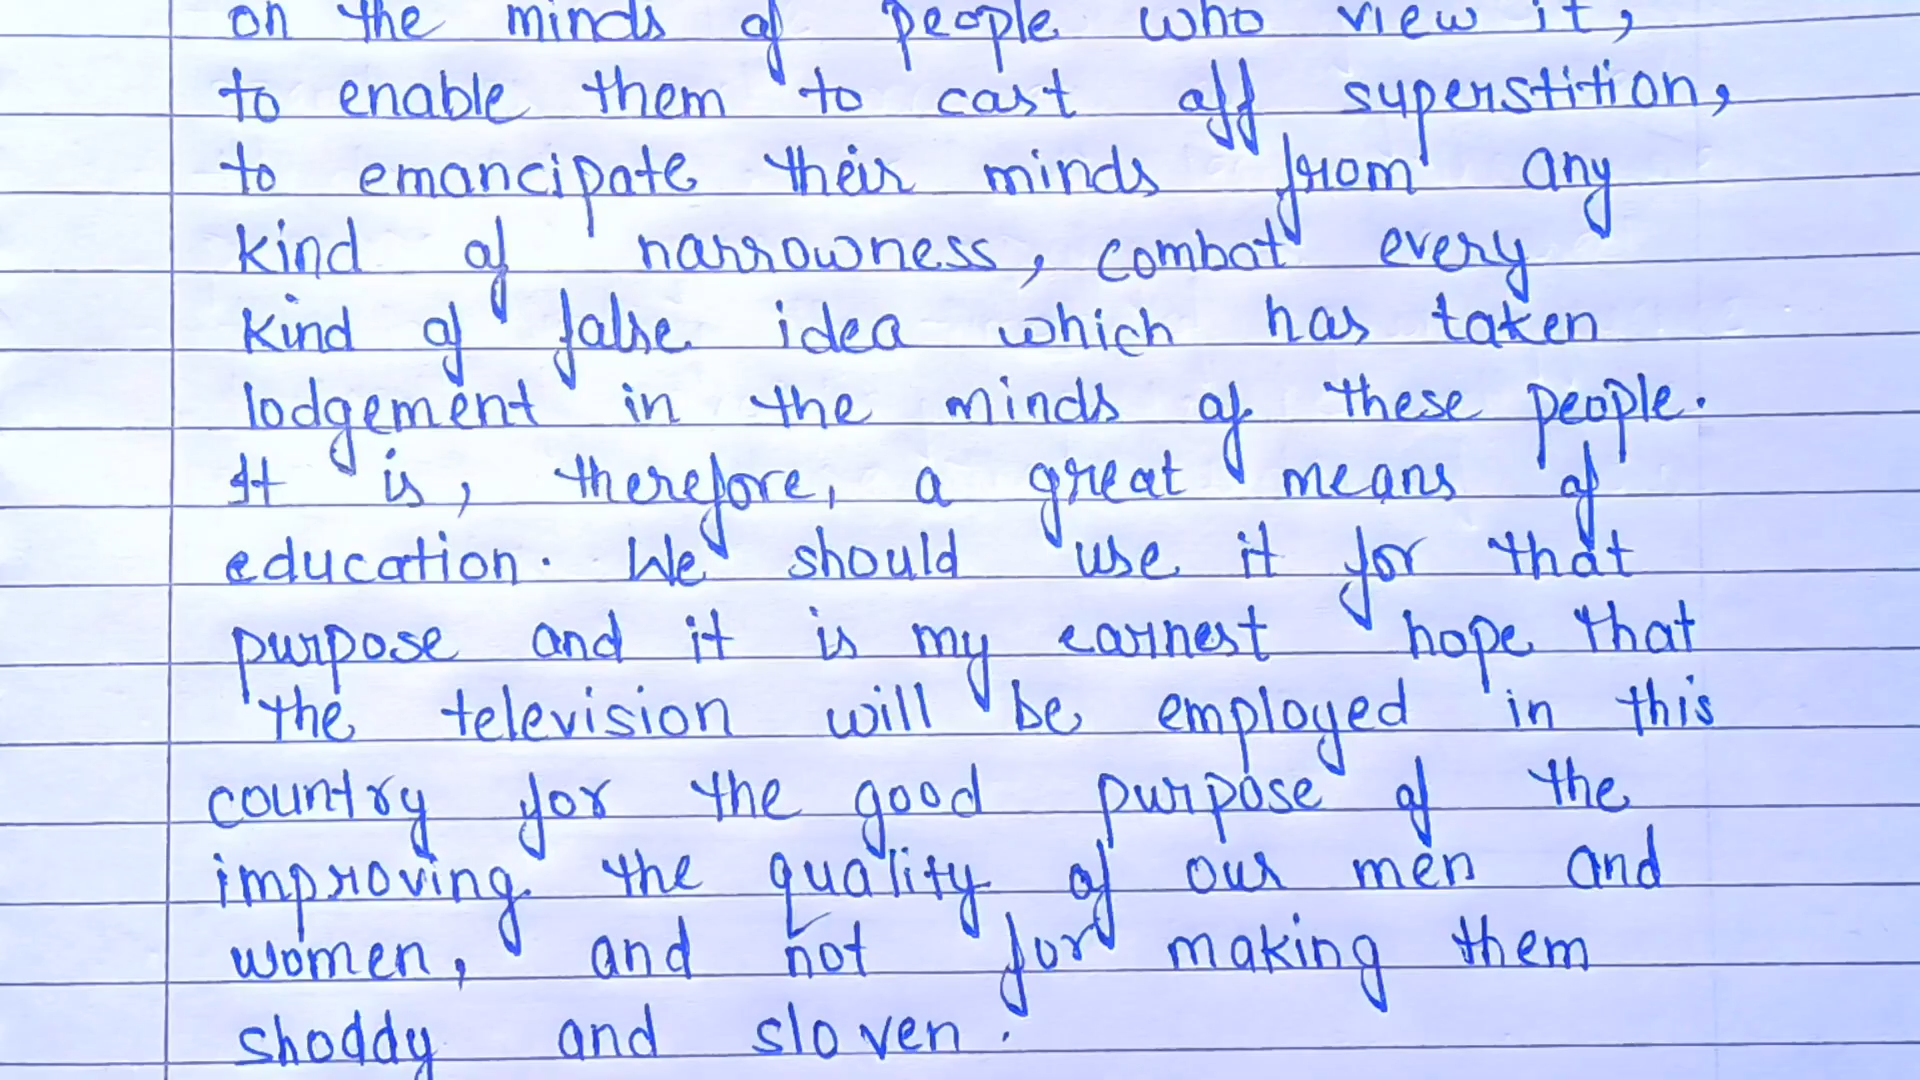 on the minds of people who view it,
to enable them to cast off superstition,
to emancipate their minds from any
kind of narrowness, combat every
kind of false idea which has taken
lodgement in the minds of these people.
It is, therefore, a great means of
education. We should use it for that
purpose and it is my earnest hope that
the television will be employed in this
country for the good purpose of the
improving the quality of our men and
women, and not for making them
shoddy and sloven.